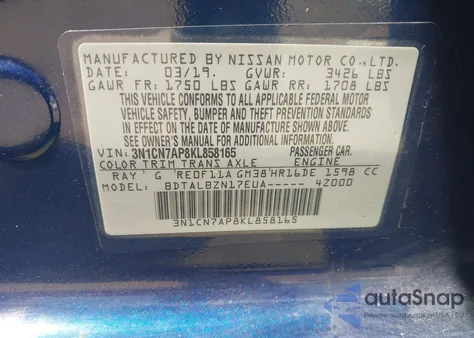 MANUFACTURED BY NISSAN MOTOR CO.,LTD.
DATE: 03/19. GVWR: 3426 LBS
GAWR FR: 1750 LBS GAWR RR: 1708 LBS
THIS VEHICLE CONFORMS TO ALL APPLICABLE FEDERAL MOTOR
VEHICLE SAFETY, BUMPER AND THEFT PREVENTION STANDARDS
IN EFFECT ON THE DATE OF MANUFACTURE SHOWN ABOVE.
SEE OWNER'S MANUAL FOR ADDITIONAL INFORMATION.
VIN: 3N1CN7AP8KL858165 PASSENGER CAR.
COLOR TRIM TRANS AXLE ENGINE
RAY G RE0F11A GM38 HR16DE 1598 CC
MODEL: BDTALBZN17EUA----- 42000
3N1CN7AP8KL858165
autoSnap